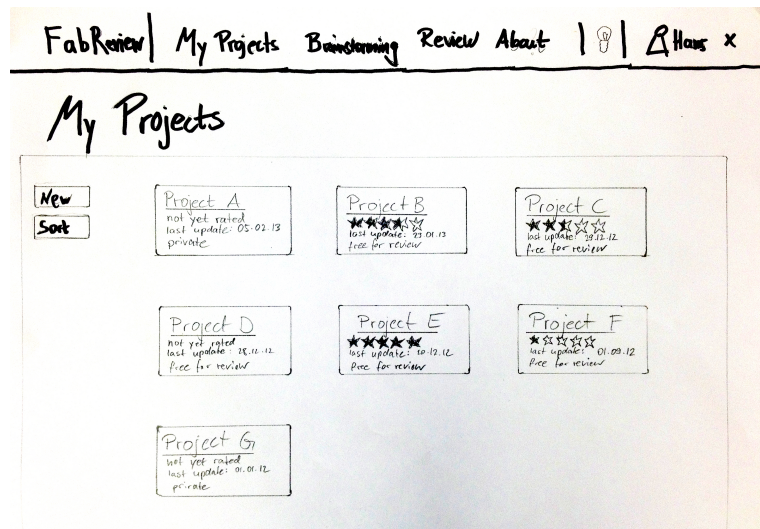 FabReview My Projects Brainstorming Review About Hans x
My Projects
New
Sort
Project A
not yet rated
last update: 05.02.13
private
Project B
last update: 23.01.13
free for review
Project C
last update: 29.12.12
free for review
Project D
not yet rated
last update: 28.12.12
free for review
Project E
last update: 20.12.12
free for review
Project F
last update: 01.09.12
free for review
Project G
not yet rated
last update: 01.01.12
private